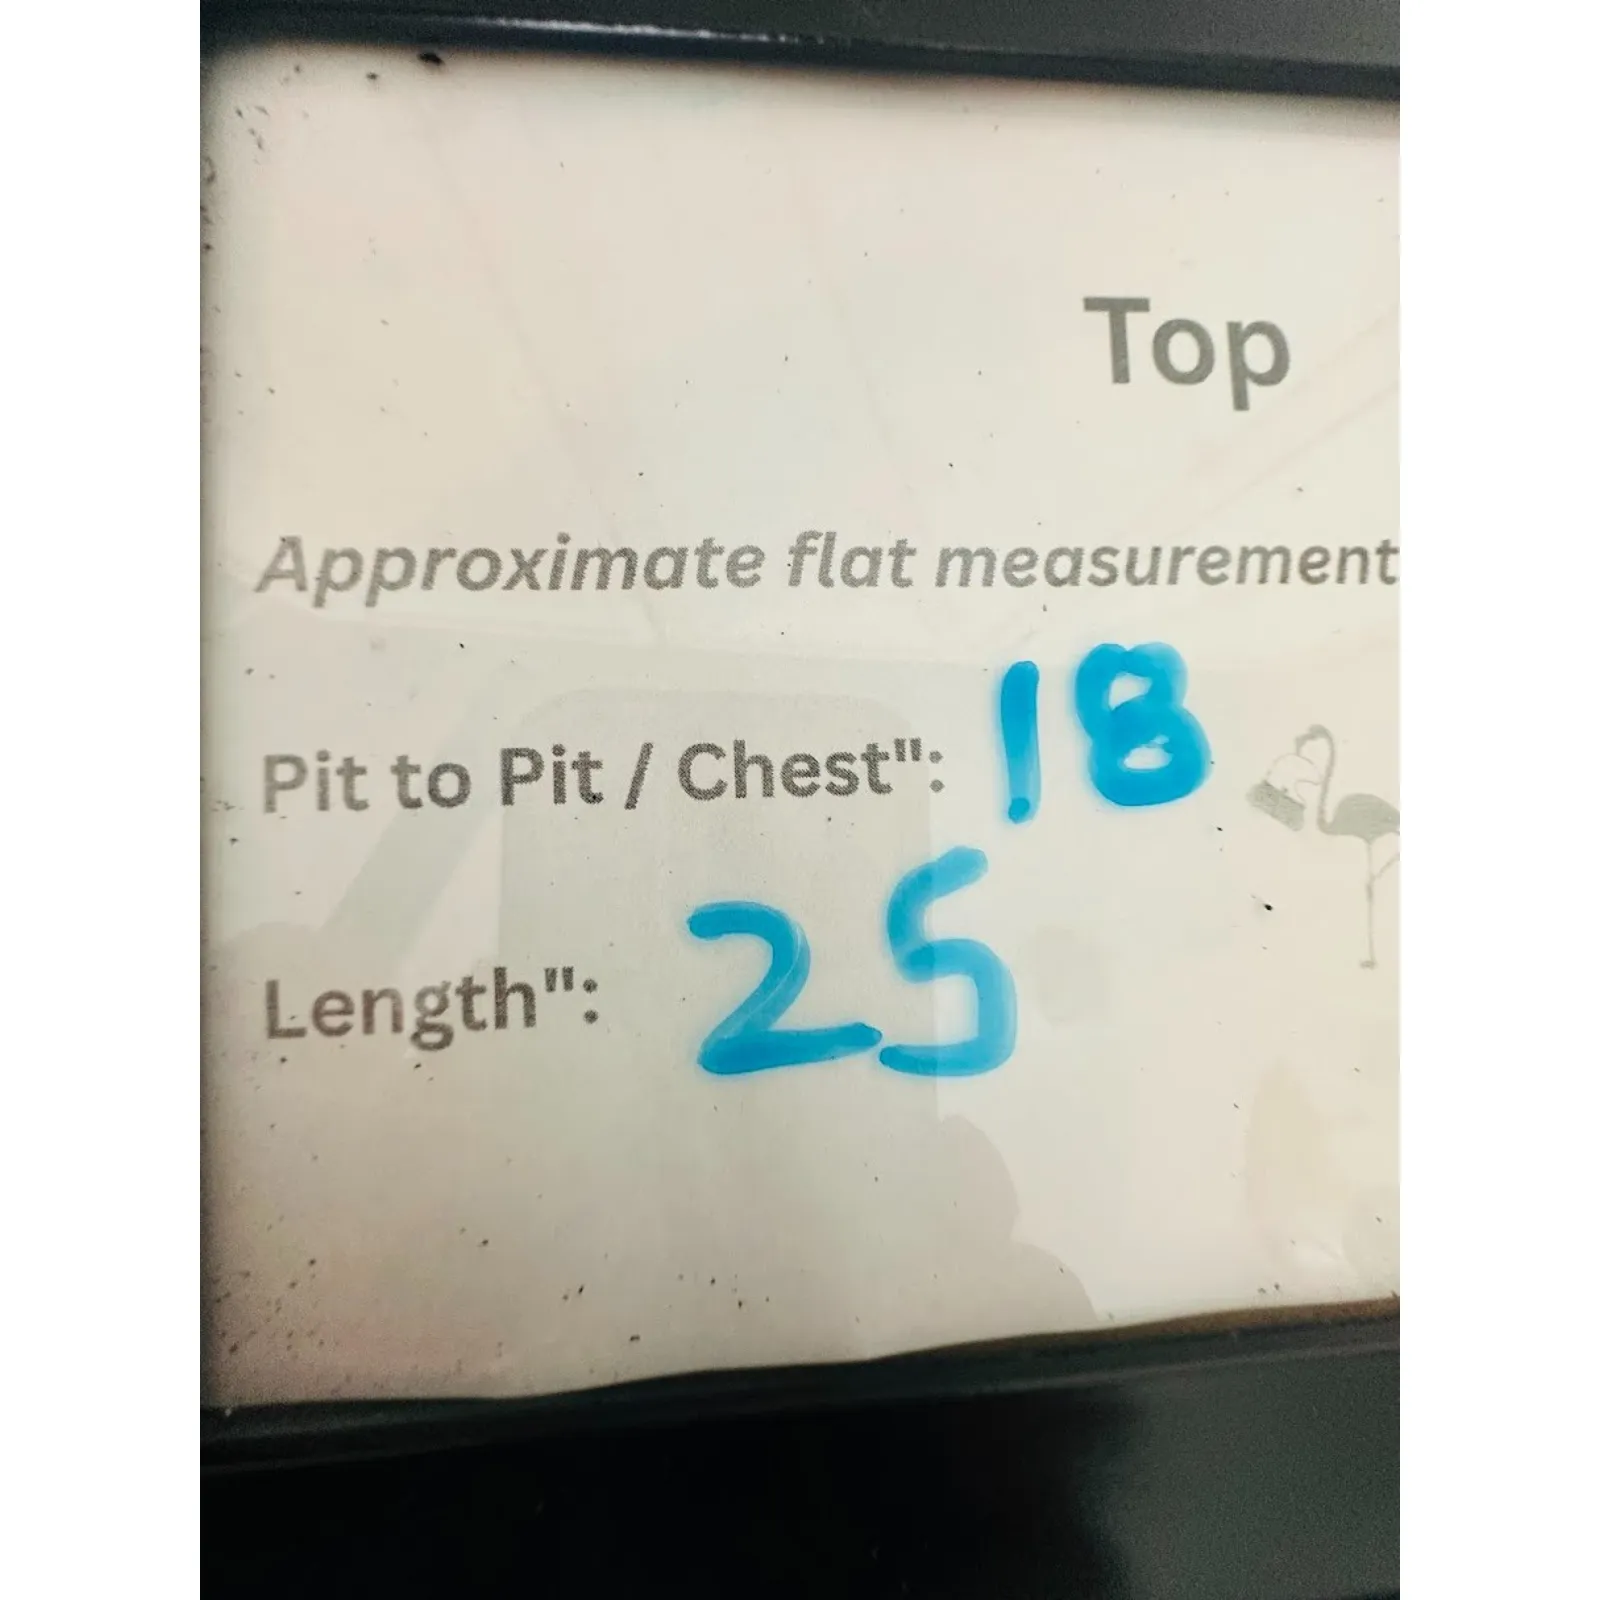 Top
Approximate flat measurement
Pit to Pit / Chest": 18
Length": 25